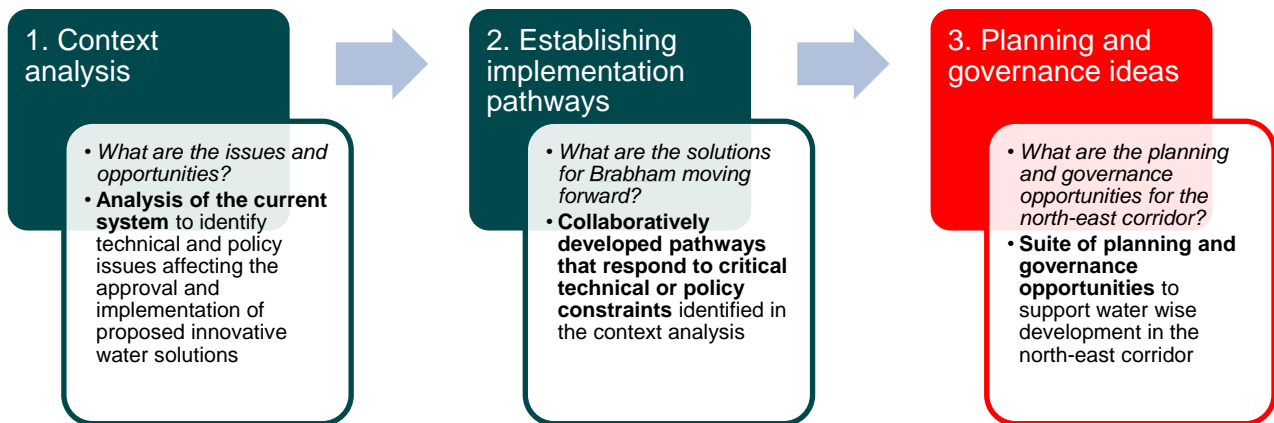 1. Context
analysis
• What are the issues and
opportunities?
• Analysis of the current
system to identify
technical and policy
issues affecting the
approval and
implementation of
proposed innovative
water solutions
2. Establishing
implementation
pathways
• What are the solutions
for Brabham moving
forward?
• Collaboratively
developed pathways
that respond to critical
technical or policy
constraints identified in
the context analysis
3. Planning and
governance ideas
• What are the planning
and governance
opportunities for the
north-east corridor?
• Suite of planning and
governance
opportunities to
support water wise
development in the
north-east corridor